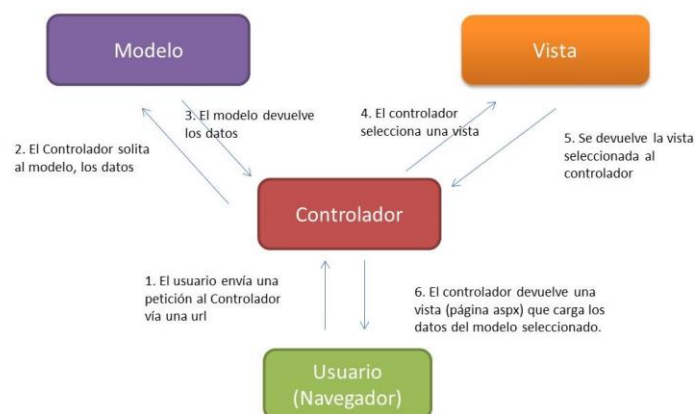 Modelo
Vista
3. El modelo devuelve
los datos
4. El controlador
selecciona una vista
2. El Controlador solita
al modelo, los datos
5. Se devuelve la vista
seleccionada al
controlador
Controlador
1. El usuario envía una
petición al Controlador
vía una url
6. El controlador devuelve una
vista (página aspx) que carga los
datos del modelo seleccionado.
Usuario
(Navegador)